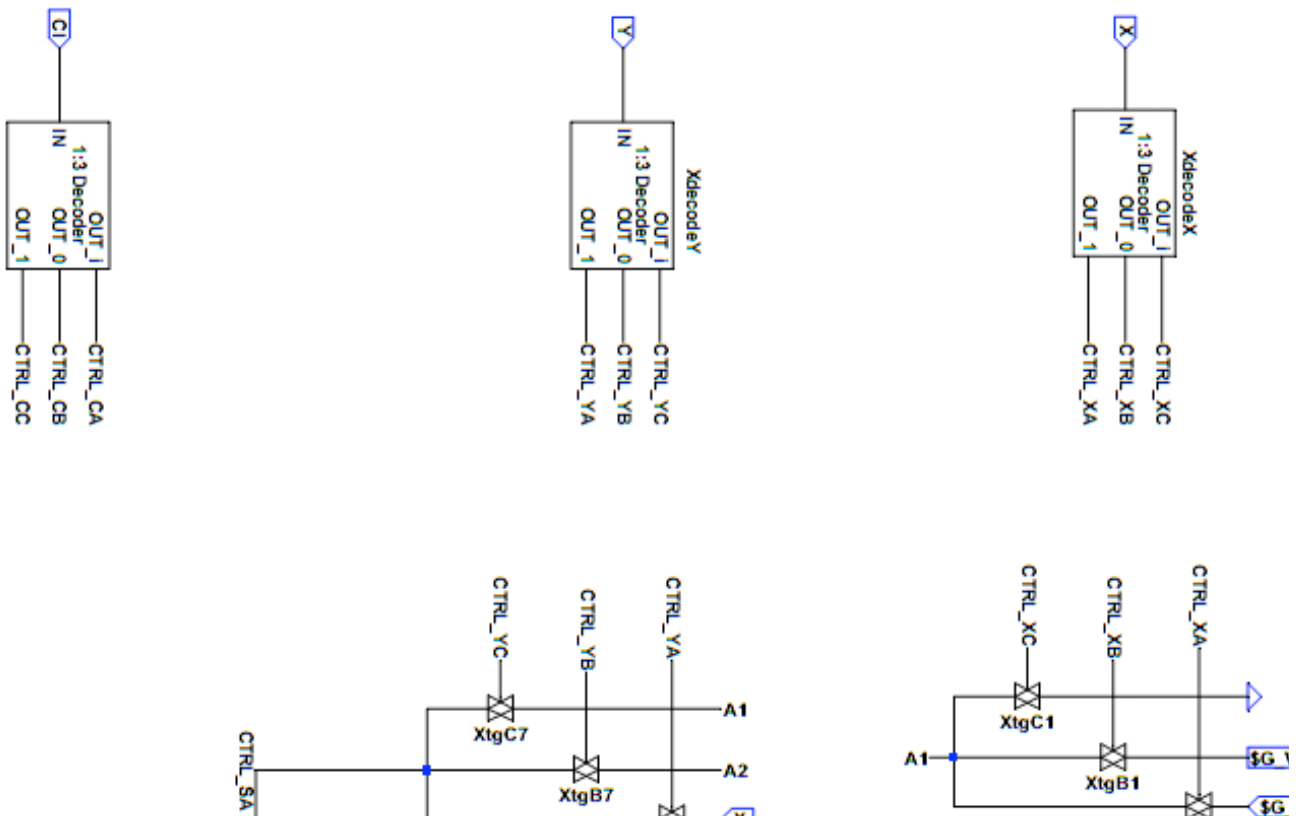 CI
Y
X
IN
1:3 Decoder
OUT_i
OUT_0
OUT_1
CTRL_CA
CTRL_CB
CTRL_CC
XdecodeY
IN
1:3 Decoder
OUT_i
OUT_0
OUT_1
CTRL_YC
CTRL_YB
CTRL_YA
XdecodeX
IN
1:3 Decoder
OUT_i
OUT_0
OUT_1
CTRL_XC
CTRL_XB
CTRL_XA
CTRL_YC
CTRL_YB
CTRL_YA
CTRL_XC
CTRL_XB
CTRL_XA
XtgC7
A1
XtgC1
CTRL_SA
A2
XtgB7
A1
$G_
XtgB1
$G